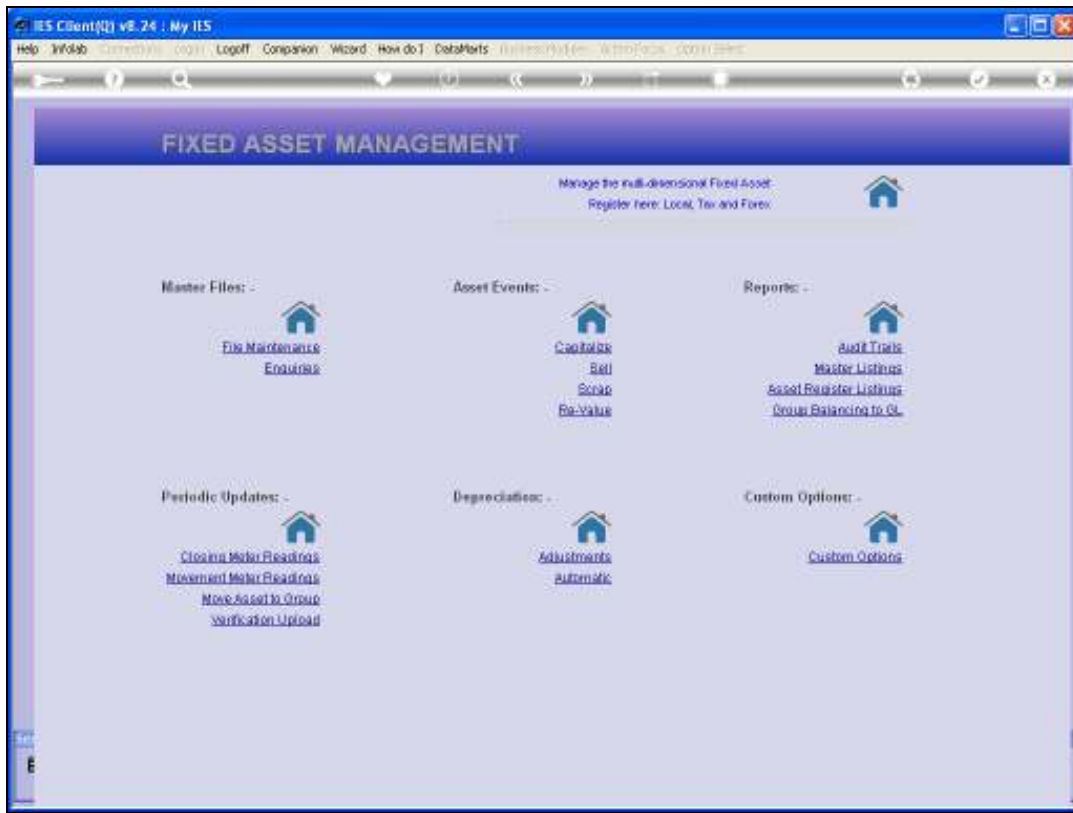 IES Client(Q) v8.24 : My IES
Help Infolab Connections Login Logoff Companion Wizard How do I DataMarts
FIXED ASSET MANAGEMENT
Manage the multi-dimensional Fixed Asset
Register here: Local, Tax and Forex
Master Files: -
File Maintenance
Enquiries
Asset Events: -
Capitalize
Sell
Scrap
Re-Value
Reports: -
Audit Trails
Master Listings
Asset Register Listings
Group Balancing to GL
Periodic Updates: -
Closing Meter Readings
Movement Meter Readings
Move Asset to Group
Verification Upload
Depreciation: -
Adjustments
Automatic
Custom Options: -
Custom Options